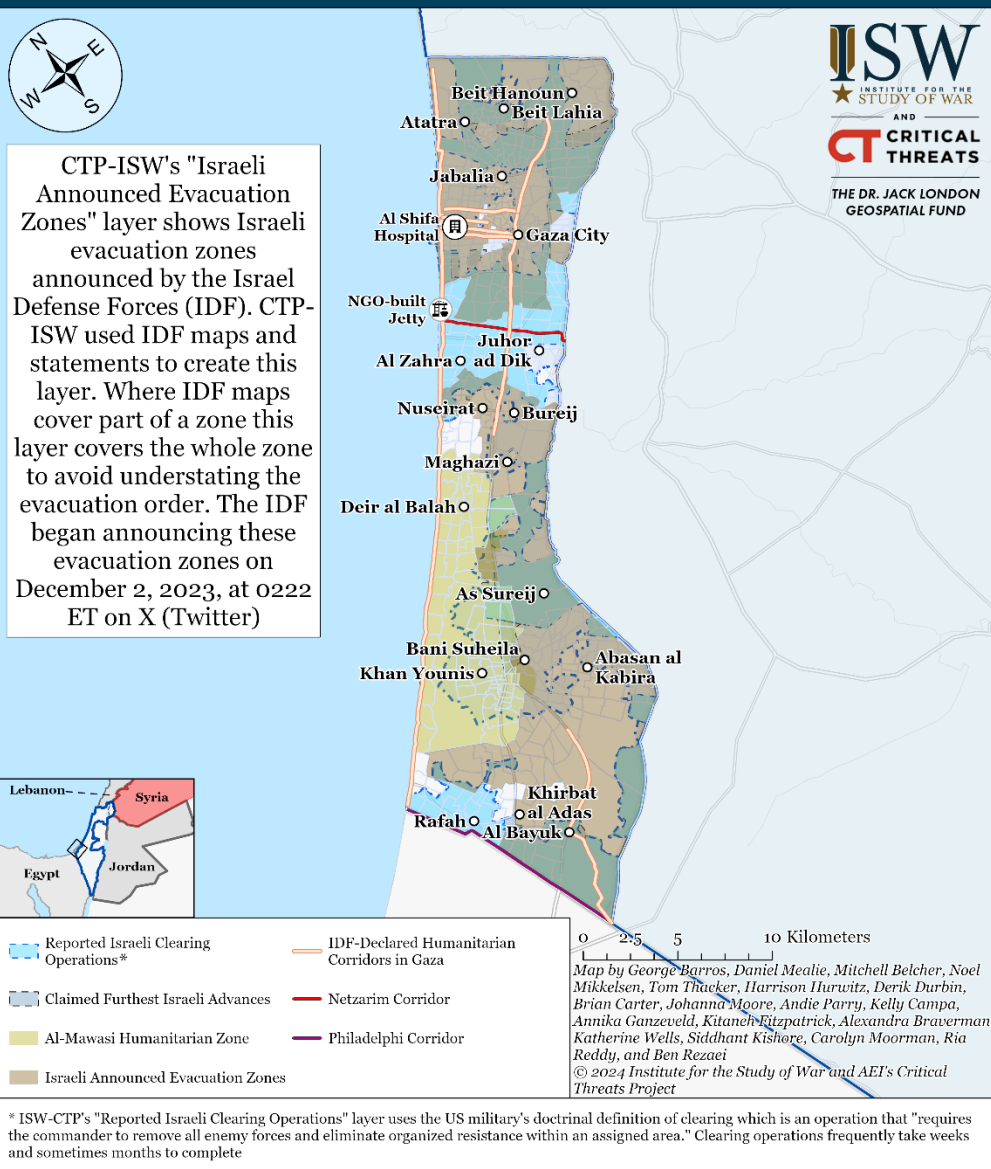 N
E
W
S
ISW
INSTITUTE FOR THE
STUDY OF WAR
AND
CT CRITICAL
THREATS
THE DR. JACK LONDON
GEOSPATIAL FUND
CTP-ISW's "Israeli
Announced Evacuation
Zones" layer shows Israeli
evacuation zones
announced by the Israel
Defense Forces (IDF). CTP-
ISW used IDF maps and
statements to create this
layer. Where IDF maps
cover part of a zone this
layer covers the whole zone
to avoid understating the
evacuation order. The IDF
began announcing these
evacuation zones on
December 2, 2023, at 0222
ET on X (Twitter)
Beit Hanoun
Beit Lahia
Atatra
Jabalia
Al Shifa
Hospital
Gaza City
NGO-built
Jetty
Juhor
ad Dik
Al Zahra
Nuseirat
Bureij
Maghazi
Deir al Balah
As Sureij
Bani Suheila
Khan Younis
Abasan al
Kabira
Khirbat
al Adas
Rafah
Al Bayuk
Lebanon
Syria
Jordan
Egypt
Reported Israeli Clearing
Operations*
Claimed Furthest Israeli Advances
Al-Mawasi Humanitarian Zone
Israeli Announced Evacuation Zones
IDF-Declared Humanitarian
Corridors in Gaza
Netzarim Corridor
Philadelphi Corridor
0 2.5 5 10 Kilometers
Map by George Barros, Daniel Mealie, Mitchell Belcher, Noel
Mikkelsen, Tom Thacker, Harrison Hurwitz, Derik Durbin,
Brian Carter, Johanna Moore, Andie Parry, Kelly Campa,
Annika Ganzeveld, Kitaneh Fitzpatrick, Alexandra Braverman
Katherine Wells, Siddhant Kishore, Carolyn Moorman, Ria
Reddy, and Ben Rezaei
© 2024 Institute for the Study of War and AEI's Critical
Threats Project
* ISW-CTP's "Reported Israeli Clearing Operations" layer uses the US military's doctrinal definition of clearing which is an operation that "requires
the commander to remove all enemy forces and eliminate organized resistance within an assigned area." Clearing operations frequently take weeks
and sometimes months to complete